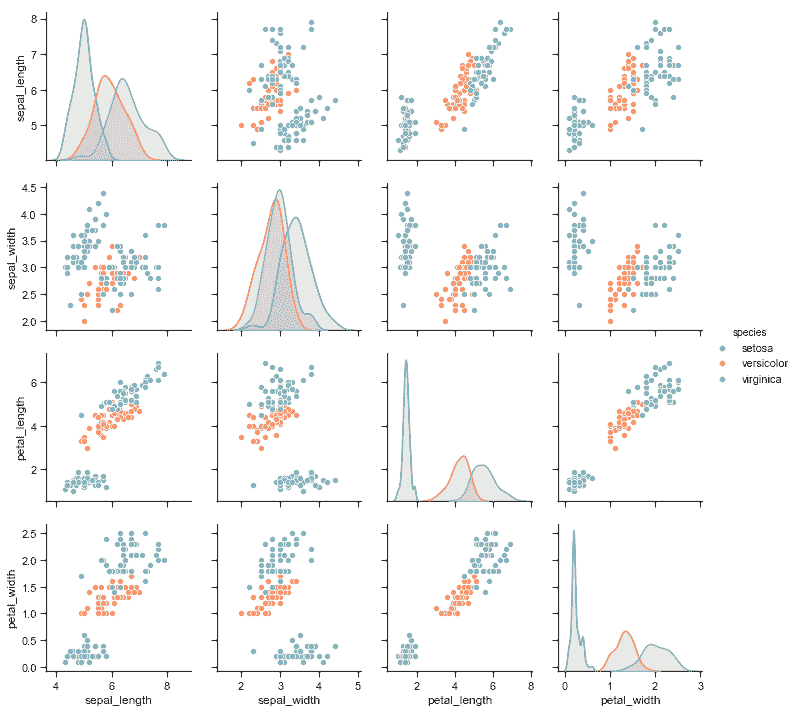 sepal_length
8
7
6
5
sepal_width
4.5
4.0
3.5
3.0
2.5
2.0
petal_length
6
4
2
petal_width
2.5
2.0
1.5
1.0
0.5
0.0
4 6 8
sepal_length
2 3 4 5
sepal_width
0 2 4 6 8
petal_length
0 1 2 3
petal_width
species
setosa
versicolor
virginica